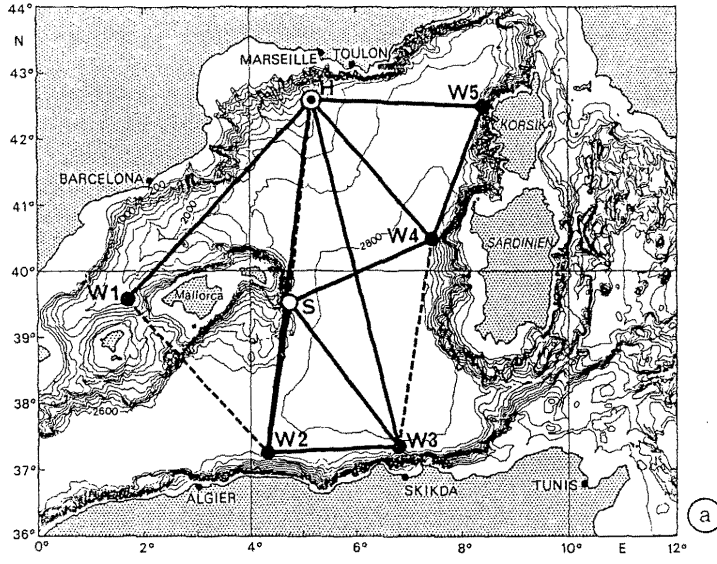 44°
N
43°
42°
41°
40°
39°
38°
37°
36°
MARSEILLE
TOULON
H
W5
KORSIKA
BARCELONA
2000
2800
W4
SARDINIEN
W1
Mallorca
S
2600
W2
W3
ALGIER
SKIKDA
TUNIS
0° 2° 4° 6° 8° 10° E 12°
a